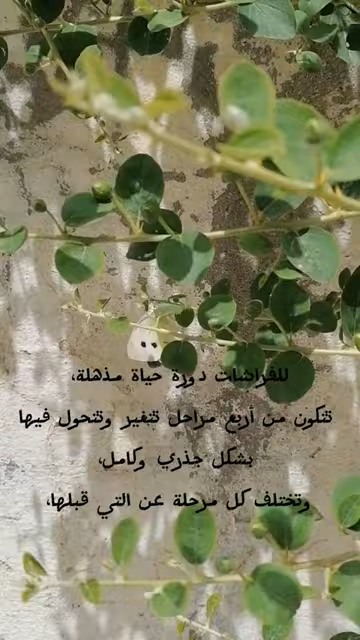 للفراشات دورة حياة مذهلة،
تتكون من أربع مراحل تتغير وتتحول فيها
بشكل جذري وكامل،
وتختلف كل مرحلة عن التي قبلها،